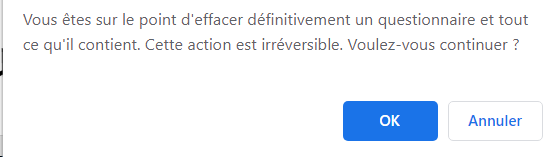 Vous êtes sur le point d'effacer définitivement un questionnaire et tout
ce qu'il contient. Cette action est irréversible. Voulez-vous continuer ?
OK
Annuler